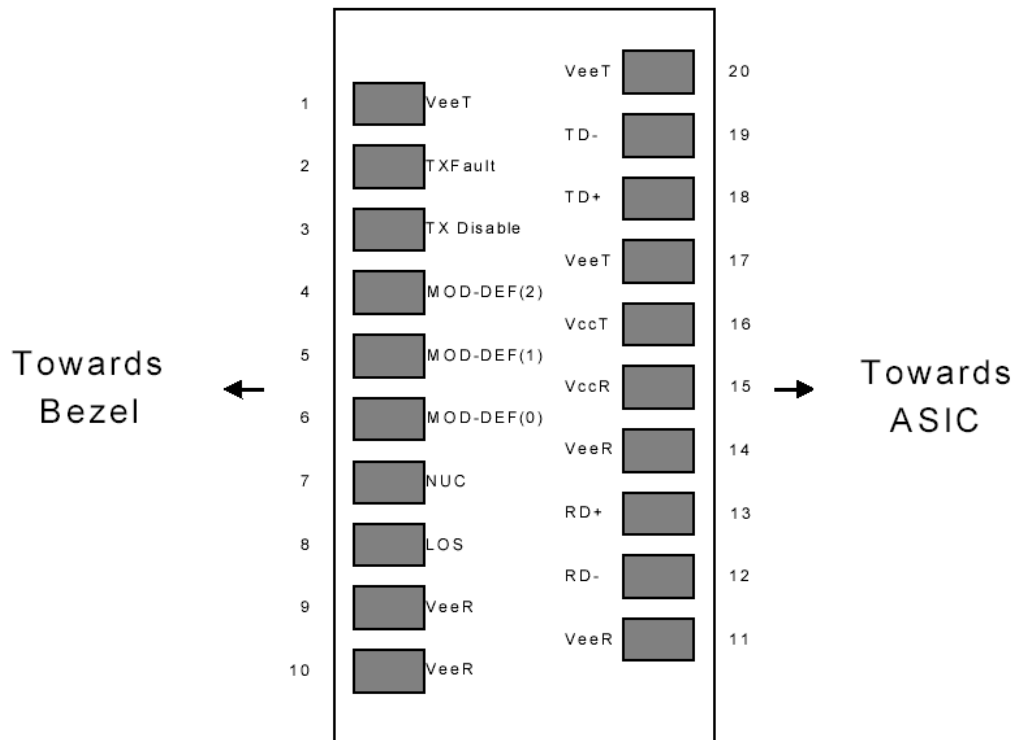 VeeT 20
1 VeeT
TD- 19
2 TXFault
TD+ 18
3 TX Disable
VeeT 17
4 MOD-DEF(2)
VccT 16
5 MOD-DEF(1)
Towards
Bezel
VccR 15
Towards
ASIC
6 MOD-DEF(0)
VeeR 14
7 NUC
RD+ 13
8 LOS
RD- 12
9 VeeR
VeeR 11
10 VeeR